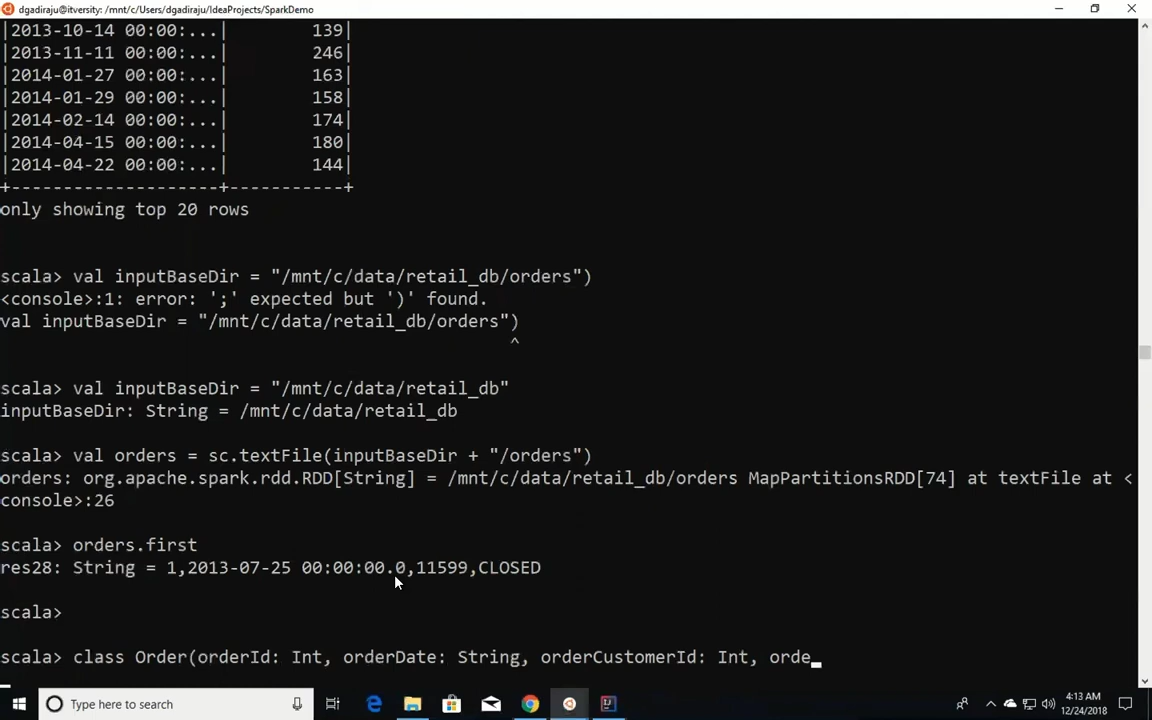 dgadiraju@itversity: /mnt/c/Users/dgadiraju/IdeaProjects/SparkDemo
|2013-10-14 00:00:...|        139|
|2013-11-11 00:00:...|        246|
|2014-01-27 00:00:...|        163|
|2014-01-29 00:00:...|        158|
|2014-02-14 00:00:...|        174|
|2014-04-15 00:00:...|        180|
|2014-04-22 00:00:...|        144|
+--------------------+-----------+
only showing top 20 rows
scala> val inputBaseDir = "/mnt/c/data/retail_db/orders")
<console>:1: error: ';' expected but ')' found.
val inputBaseDir = "/mnt/c/data/retail_db/orders")
^
scala> val inputBaseDir = "/mnt/c/data/retail_db"
inputBaseDir: String = /mnt/c/data/retail_db
scala> val orders = sc.textFile(inputBaseDir + "/orders")
orders: org.apache.spark.rdd.RDD[String] = /mnt/c/data/retail_db/orders MapPartitionsRDD[74] at textFile at <
console>:26
scala> orders.first
res28: String = 1,2013-07-25 00:00:00.0,11599,CLOSED
scala>
scala> class Order(orderId: Int, orderDate: String, orderCustomerId: Int, orde_
Type here to search
4:13 AM
12/24/2018